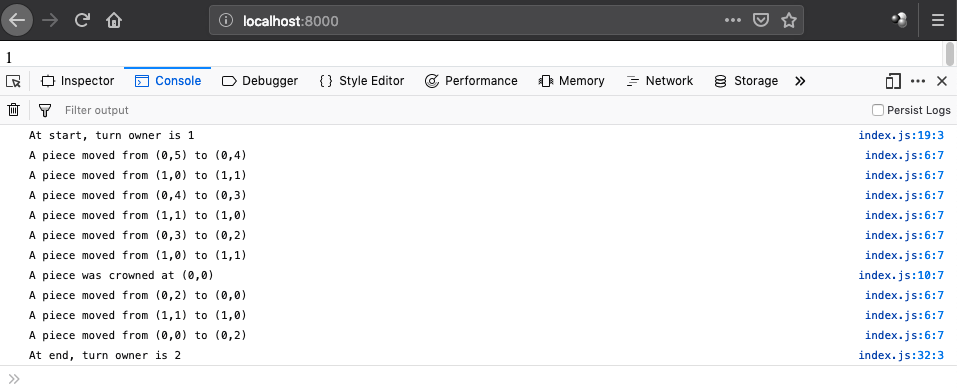 localhost:8000
1
Inspector Console Debugger { } Style Editor Performance Memory Network Storage
Filter output Persist Logs
At start, turn owner is 1 index.js:19:3
A piece moved from (0,5) to (0,4) index.js:6:7
A piece moved from (1,0) to (1,1) index.js:6:7
A piece moved from (0,4) to (0,3) index.js:6:7
A piece moved from (1,1) to (1,0) index.js:6:7
A piece moved from (0,3) to (0,2) index.js:6:7
A piece moved from (1,0) to (1,1) index.js:6:7
A piece was crowned at (0,0) index.js:10:7
A piece moved from (0,2) to (0,0) index.js:6:7
A piece moved from (1,1) to (1,0) index.js:6:7
A piece moved from (0,0) to (0,2) index.js:6:7
At end, turn owner is 2 index.js:32:3